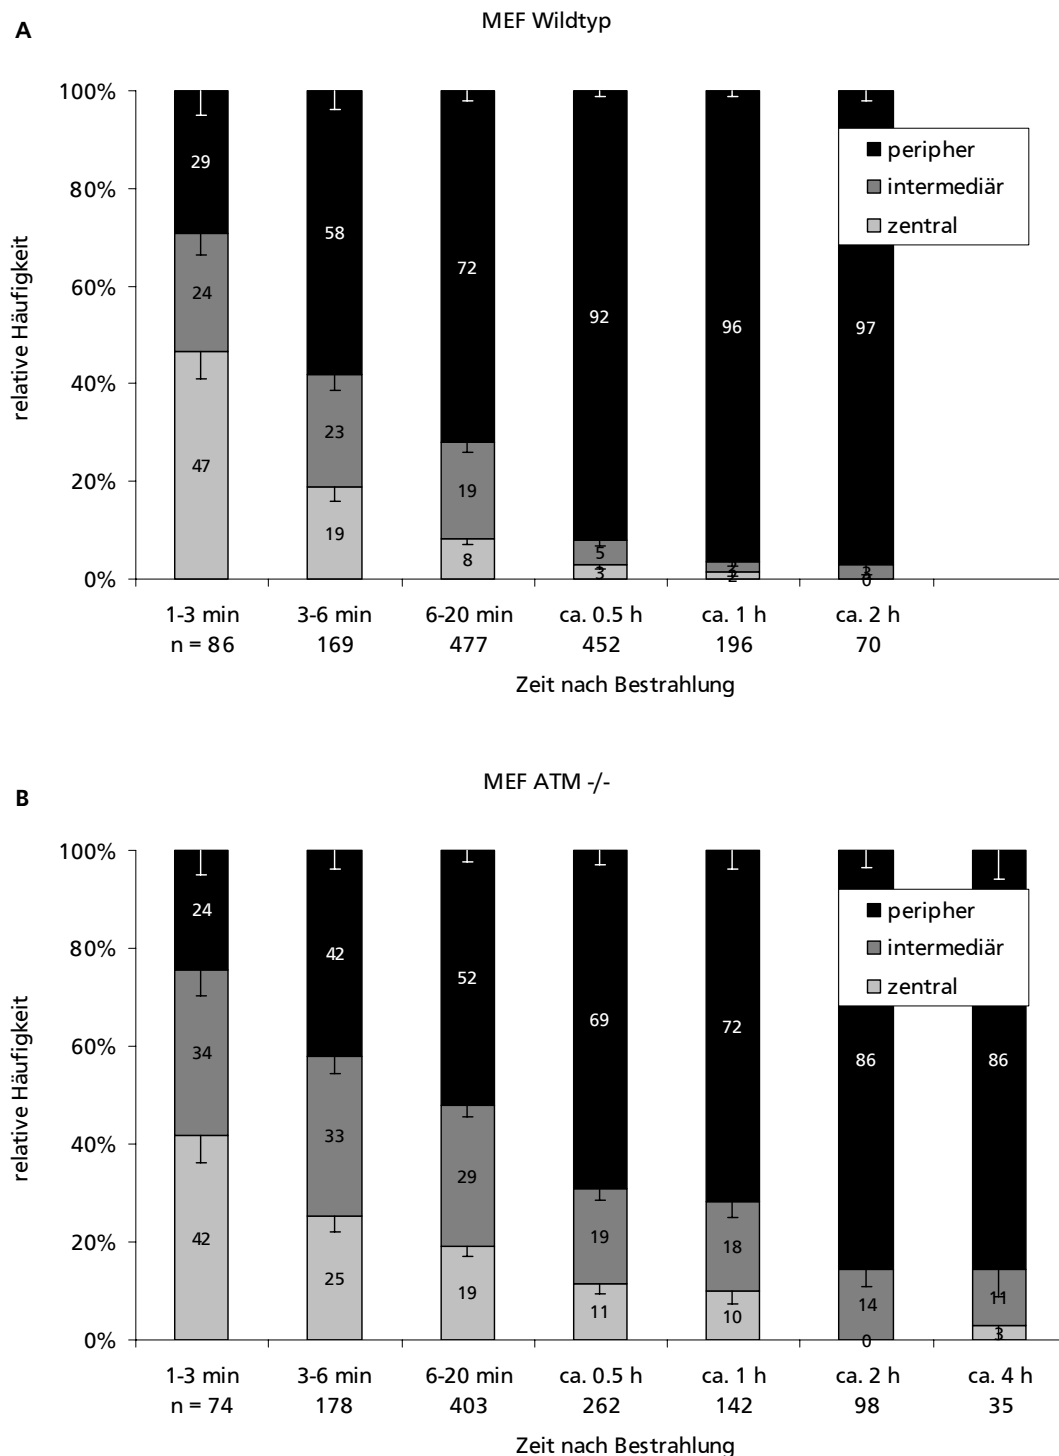 A
MEF Wildtyp
100%
80%
60%
40%
20%
0%
relative Häufigkeit
29
24
47
58
23
19
72
19
8
92
5
3
96
2
2
97
3
0
peripher
intermediär
zentral
1-3 min 3-6 min 6-20 min ca. 0.5 h ca. 1 h ca. 2 h
n = 86 169 477 452 196 70
Zeit nach Bestrahlung
B
MEF ATM -/-
100%
80%
60%
40%
20%
0%
relative Häufigkeit
24
34
42
42
33
25
52
29
19
69
19
11
72
18
10
86
14
0
86
11
3
peripher
intermediär
zentral
1-3 min 3-6 min 6-20 min ca. 0.5 h ca. 1 h ca. 2 h ca. 4 h
n = 74 178 403 262 142 98 35
Zeit nach Bestrahlung